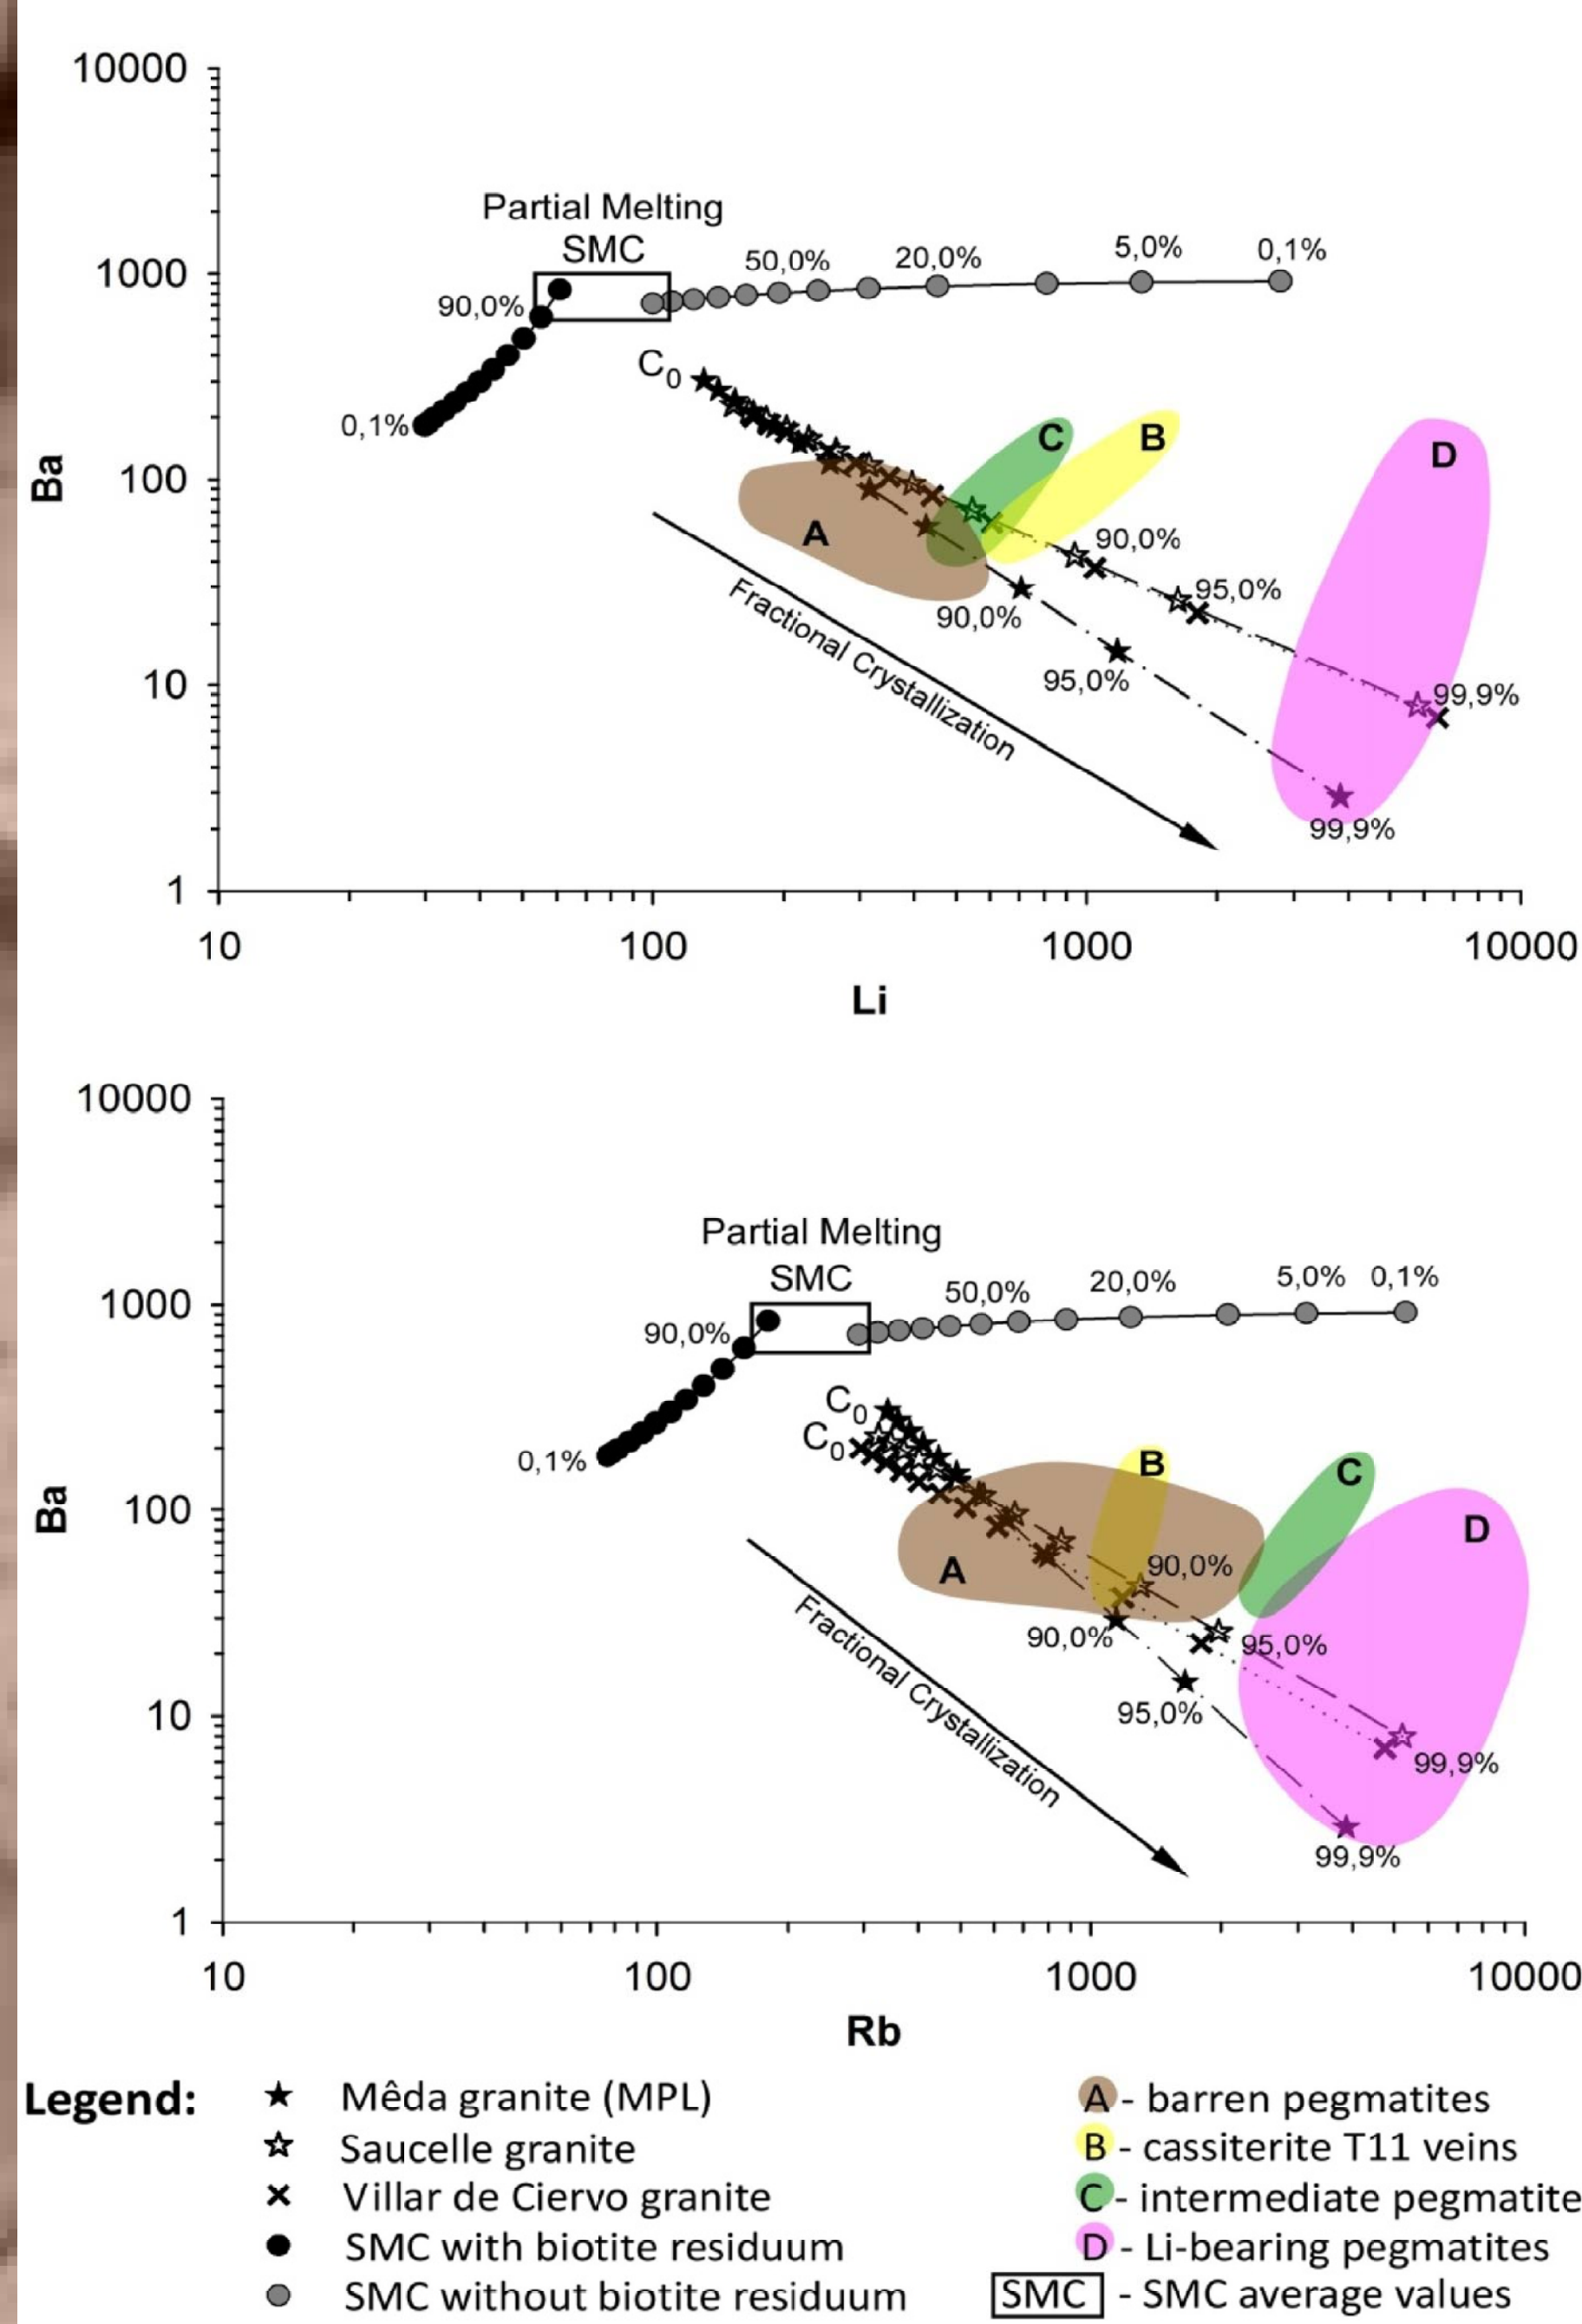 10000
Partial Melting
SMC
50,0%
20,0%
5,0%
0,1%
1000
90,0%
C0
0,1%
C
B
D
Ba
100
A
90,0%
95,0%
90,0%
Fractional Crystallization
95,0%
10
99,9%
99,9%
1
10
100
1000
10000
Li
10000
Partial Melting
SMC
50,0%
20,0%
5,0%
0,1%
1000
90,0%
C0
C0
0,1%
B
C
D
Ba
100
A
90,0%
90,0%
95,0%
Fractional Crystallization
95,0%
10
99,9%
99,9%
1
10
100
1000
10000
Rb
Legend:
Mêda granite (MPL)
Saucelle granite
Villar de Ciervo granite
SMC with biotite residuum
SMC without biotite residuum
A - barren pegmatites
B - cassiterite T11 veins
C - intermediate pegmatite
D - Li-bearing pegmatites
SMC - SMC average values